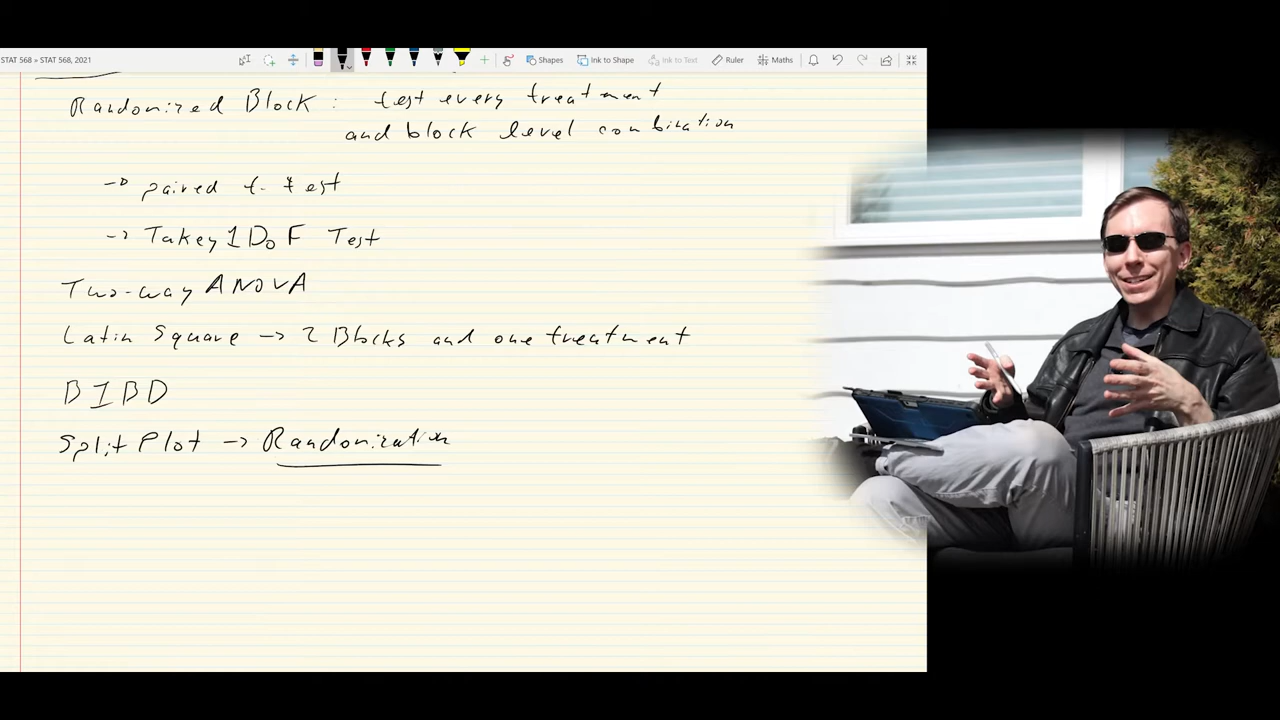 STAT 568 » STAT 568, 2021
Shapes
Ink to Shape
Ink to Text
Ruler
Maths
Randomized Block : test every treatment
and block level combination
→ paired t-test
→ Takey 1 DoF Test
Two-way ANOVA
Latin Square → 2 Blocks and one treatment
BIBD
Split Plot → Randomization